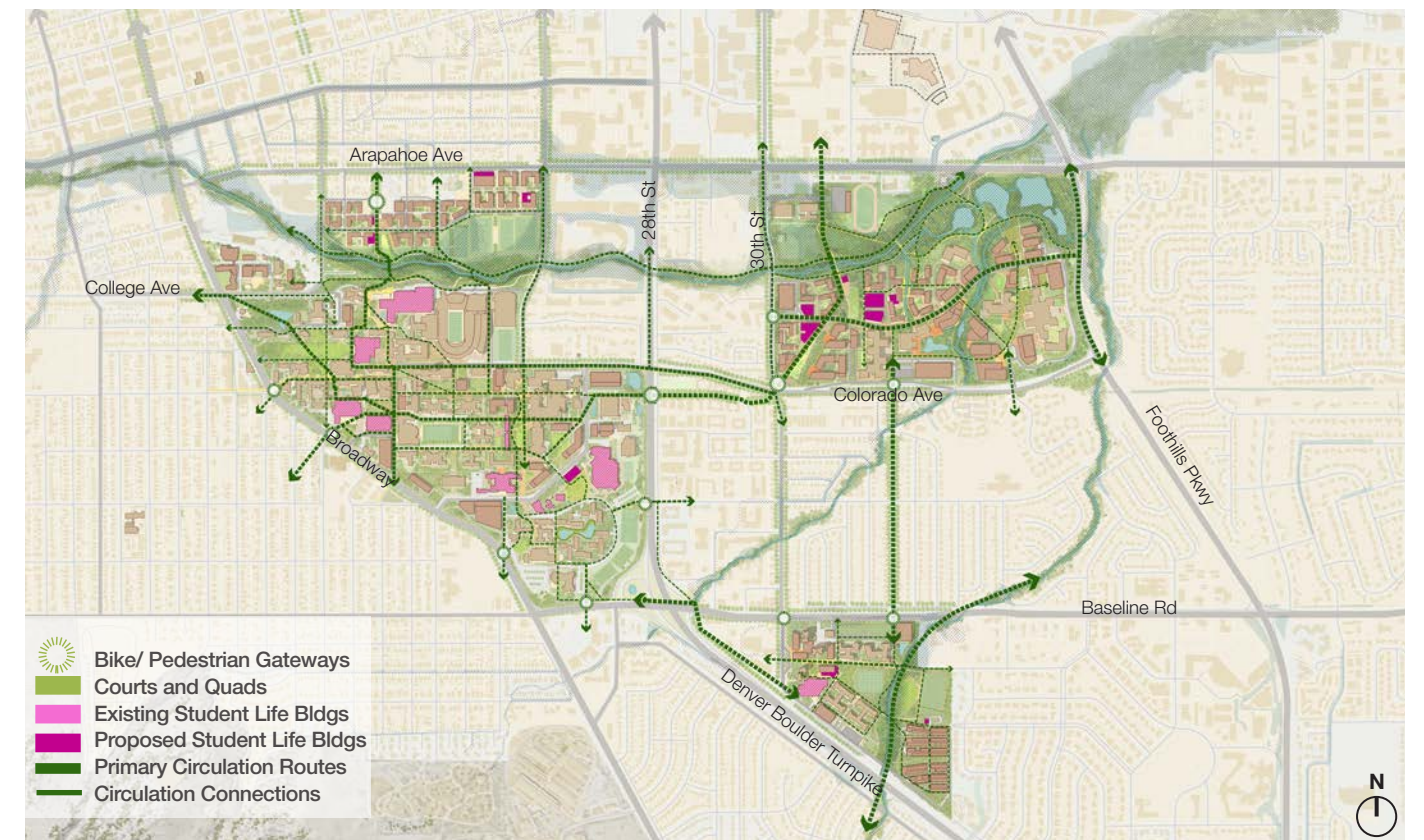 Arapahoe Ave
28th St
30th St
College Ave
Colorado Ave
Broadway
Foothills Pkwy
Baseline Rd
Denver Boulder Turnpike
Bike/ Pedestrian Gateways
Courts and Quads
Existing Student Life Bldgs
Proposed Student Life Bldgs
Primary Circulation Routes
Circulation Connections
N